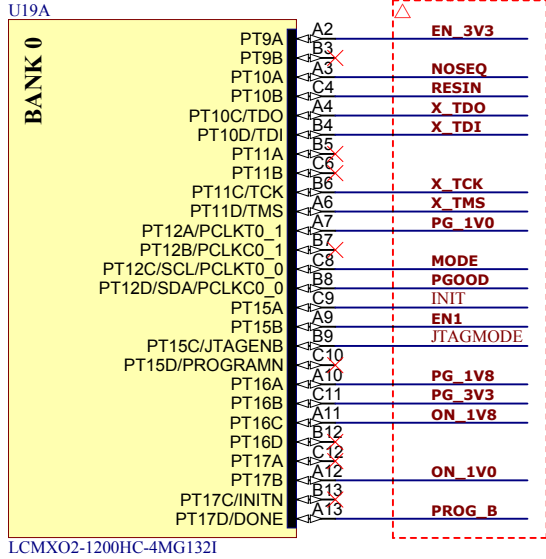 U19A
BANK 0
PT9A A2 EN_3V3
PT9B B3
PT10A A3 NOSEQ
PT10B C4 RESIN
PT10C/TDO A4 X_TDO
PT10D/TDI B4 X_TDI
PT11A B5
PT11B C6
PT11C/TCK B6 X_TCK
PT11D/TMS A6 X_TMS
PT12A/PCLKT0_1 A7 PG_1V0
PT12B/PCLKC0_1 B7
PT12C/SCL/PCLKT0_0 C8 MODE
PT12D/SDA/PCLKC0_0 B8 PGOOD
PT15A C9 INIT
PT15B A9 EN1
PT15C/JTAGENB B9 JTAGMODE
PT15D/PROGRAMN C10
PT16A A10 PG_1V8
PT16B C11 PG_3V3
PT16C A11 ON_1V8
PT16D B12
PT17A C12
PT17B A12 ON_1V0
PT17C/INITN B13
PT17D/DONE A13 PROG_B
LCMXO2-1200HC-4MG132I